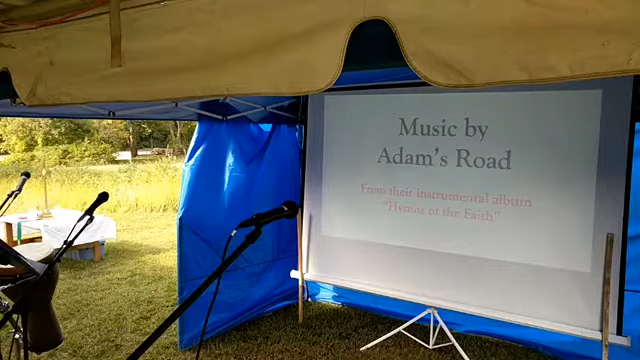 Music by
Adam's Road
From their instrumental album
"Hymns of the Faith"